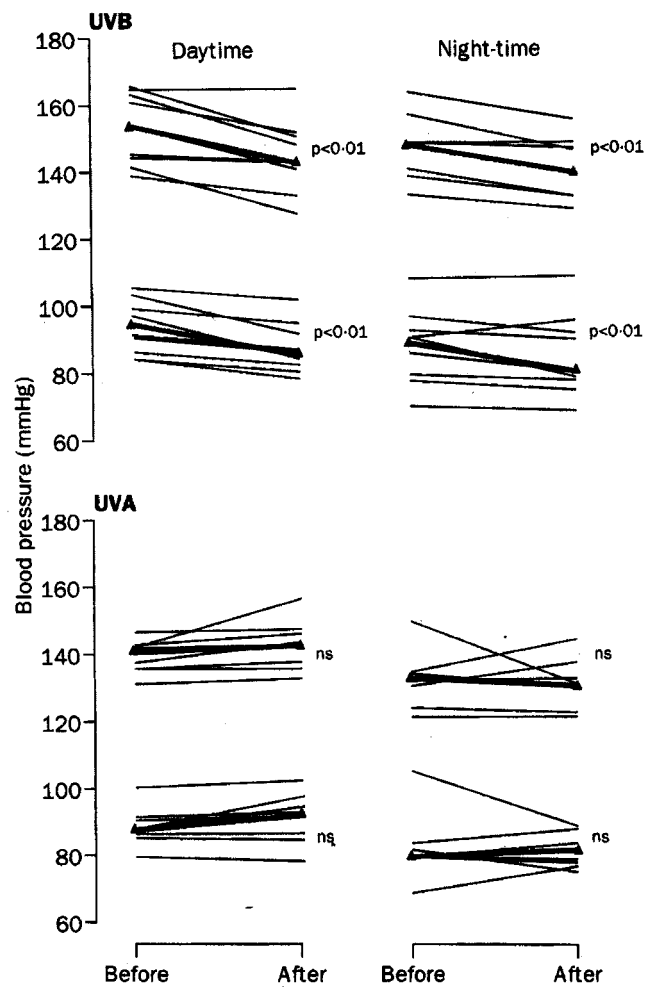 UVB
Daytime Night-time
180
160
140
120
100
80
60
p<0·01
p<0·01
p<0·01
p<0·01
Blood pressure (mmHg)
UVA
180
160
140
120
100
80
60
ns
ns
ns
ns
Before After Before After